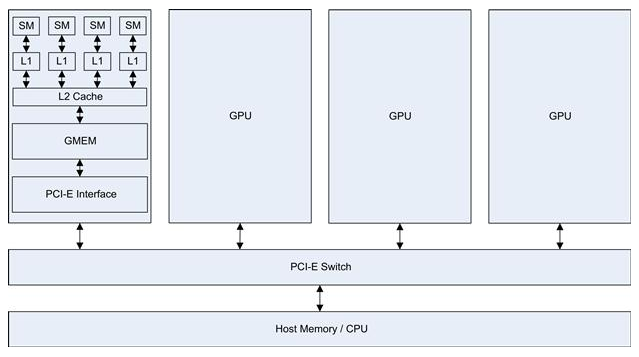 SM SM SM SM
L1 L1 L1 L1
L2 Cache
GMEM
PCI-E Interface
GPU
GPU
GPU
PCI-E Switch
Host Memory / CPU